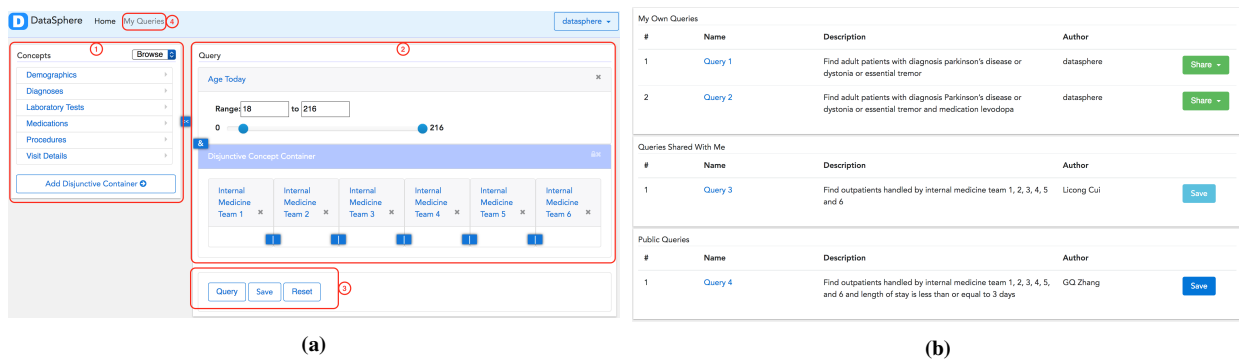 D DataSphere Home My Queries 4 datasphere
Concepts 1 Browse
Demographics
Diagnoses
Laboratory Tests
Medications
Procedures
Visit Details
Add Disjunctive Container
2
Query
Age Today
Range: 18 to 216
0 216
&
Disjunctive Concept Container
Internal Medicine Team 1
Internal Medicine Team 2
Internal Medicine Team 3
Internal Medicine Team 4
Internal Medicine Team 5
Internal Medicine Team 6
| | | | |
Query Save Reset 3
(a)
My Own Queries
# Name Description Author
1 Query 1 Find adult patients with diagnosis parkinson's disease or datasphere Share
dystonia or essential tremor
2 Query 2 Find adult patients with diagnosis Parkinson's disease or datasphere Share
dystonia or essential tremor and medication levodopa
Queries Shared With Me
# Name Description Author
1 Query 3 Find outpatients handled by internal medicine team 1, 2, 3, 4, 5 Licong Cui Save
and 6
Public Queries
# Name Description Author
1 Query 4 Find outpatients handled by internal medicine team 1, 2, 3, 4, 5, GQ Zhang Save
and 6 and length of stay is less than or equal to 3 days
(b)